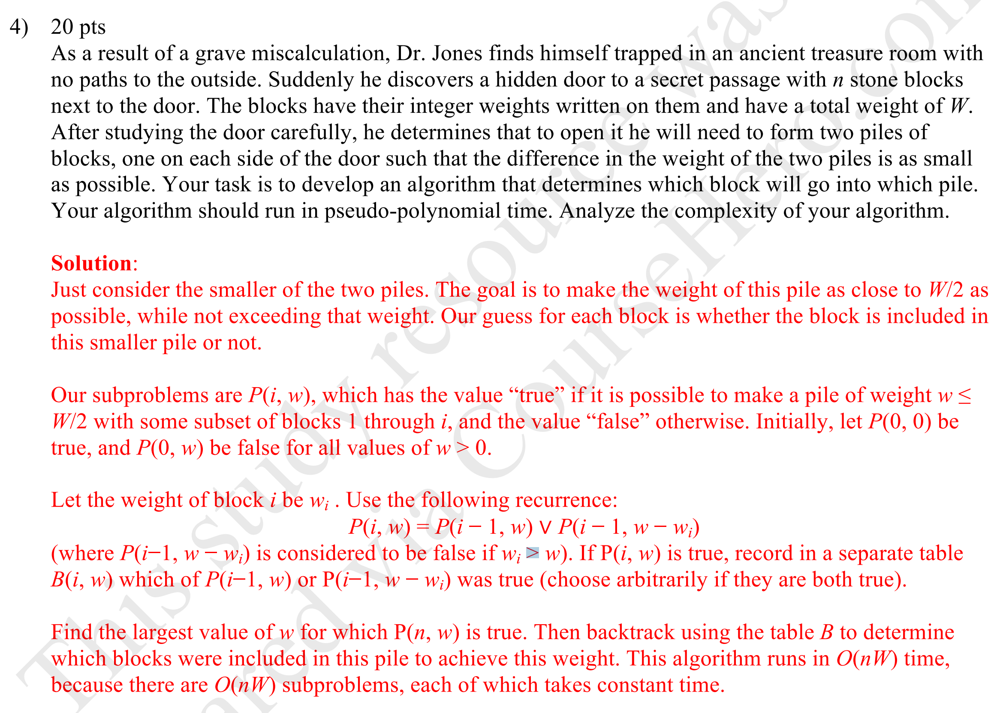 4) 20 pts
As a result of a grave miscalculation, Dr. Jones finds himself trapped in an ancient treasure room with
no paths to the outside. Suddenly he discovers a hidden door to a secret passage with n stone blocks
next to the door. The blocks have their integer weights written on them and have a total weight of W.
After studying the door carefully, he determines that to open it he will need to form two piles of
blocks, one on each side of the door such that the difference in the weight of the two piles is as small
as possible. Your task is to develop an algorithm that determines which block will go into which pile.
Your algorithm should run in pseudo-polynomial time. Analyze the complexity of your algorithm.
Solution:
Just consider the smaller of the two piles. The goal is to make the weight of this pile as close to W/2 as
possible, while not exceeding that weight. Our guess for each block is whether the block is included in
this smaller pile or not.
Our subproblems are P(i, w), which has the value “true” if it is possible to make a pile of weight w ≤
W/2 with some subset of blocks 1 through i, and the value “false” otherwise. Initially, let P(0, 0) be
true, and P(0, w) be false for all values of w > 0.
Let the weight of block i be wᵢ . Use the following recurrence:
P(i, w) = P(i − 1, w) ∨ P(i − 1, w − wᵢ)
(where P(i−1, w − wᵢ) is considered to be false if wᵢ > w). If P(i, w) is true, record in a separate table
B(i, w) which of P(i−1, w) or P(i−1, w − wᵢ) was true (choose arbitrarily if they are both true).
Find the largest value of w for which P(n, w) is true. Then backtrack using the table B to determine
which blocks were included in this pile to achieve this weight. This algorithm runs in O(nW) time,
because there are O(nW) subproblems, each of which takes constant time.
This study resource was
ared via CourseHero.com